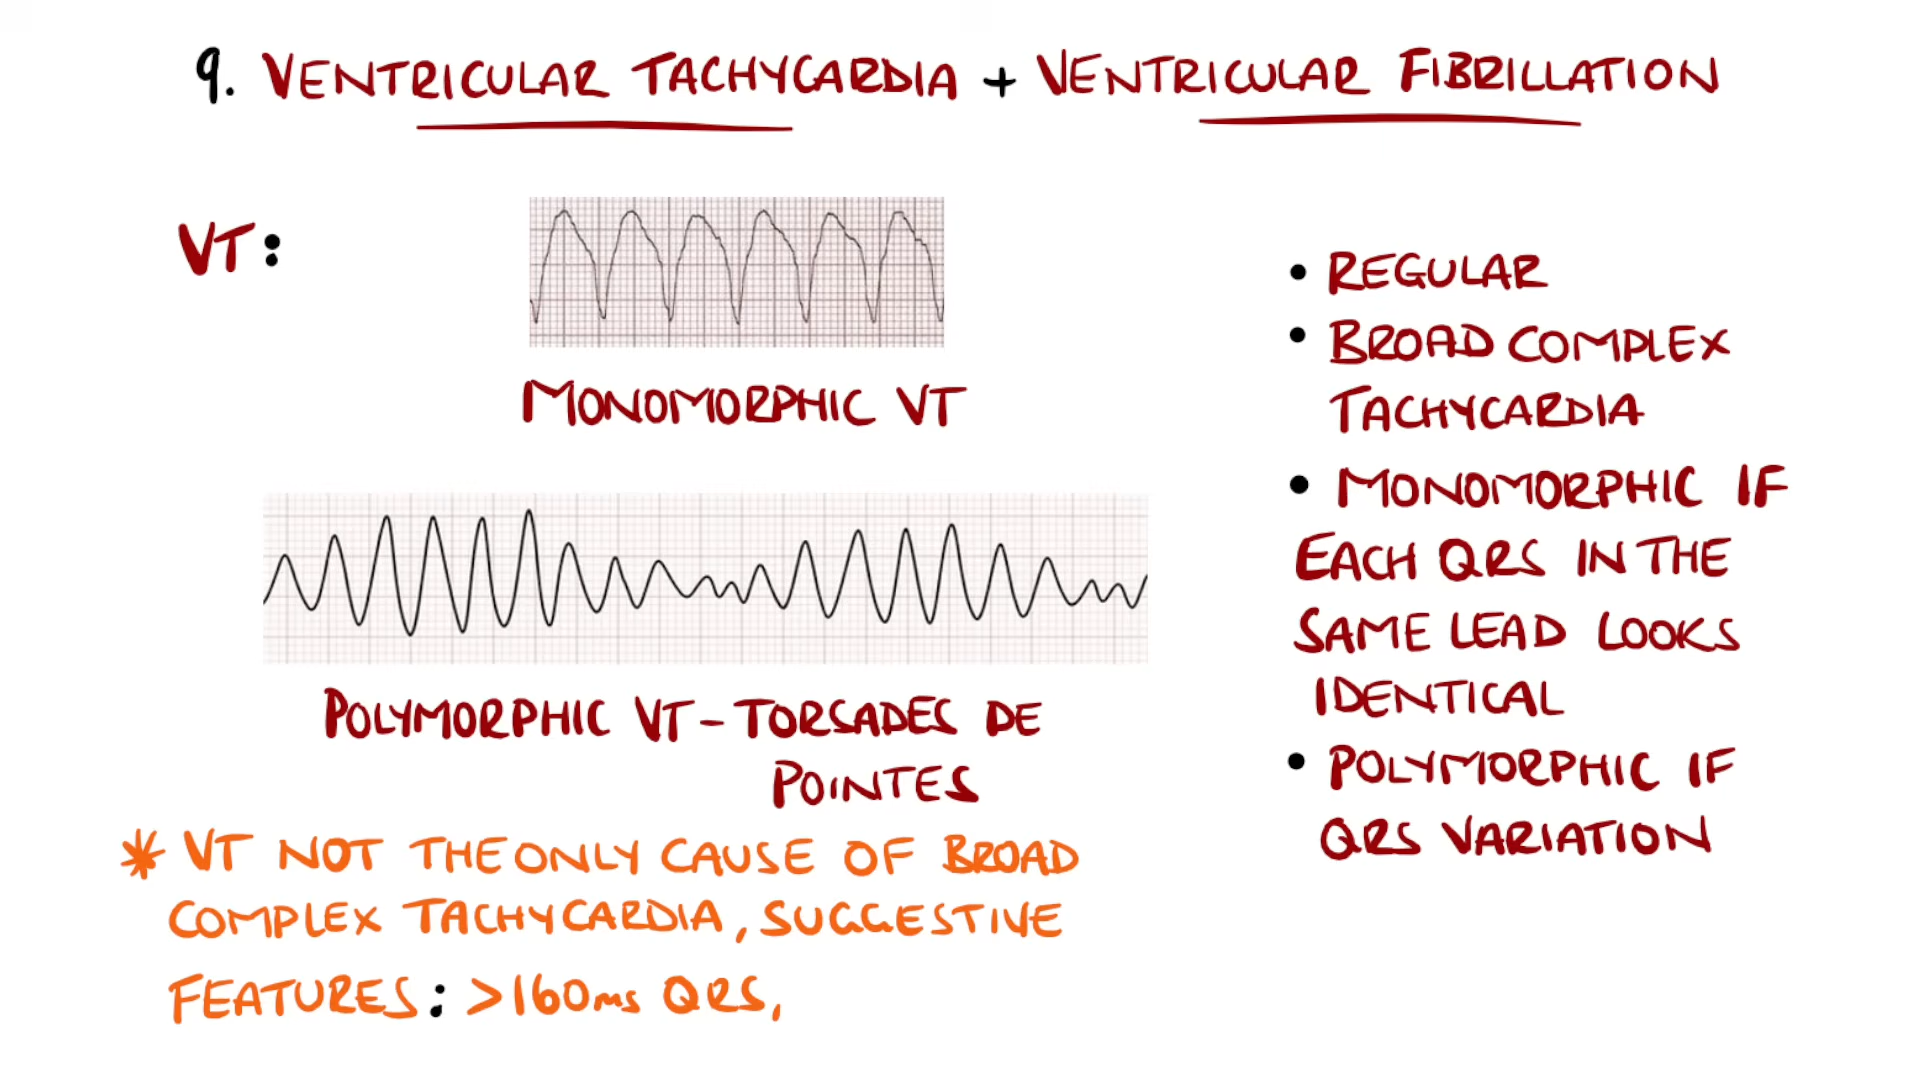 9. VENTRICULAR TACHYCARDIA + VENTRICULAR FIBRILLATION
VT:
MONOMORPHIC VT
POLYMORPHIC VT - TORSADES DE
POINTES
* VT NOT THE ONLY CAUSE OF BROAD
COMPLEX TACHYCARDIA, SUGGESTIVE
FEATURES: >160ms QRS,
• REGULAR
• BROAD COMPLEX
TACHYCARDIA
• MONOMORPHIC IF
EACH QRS IN THE
SAME LEAD LOOKS
IDENTICAL
• POLYMORPHIC IF
QRS VARIATION